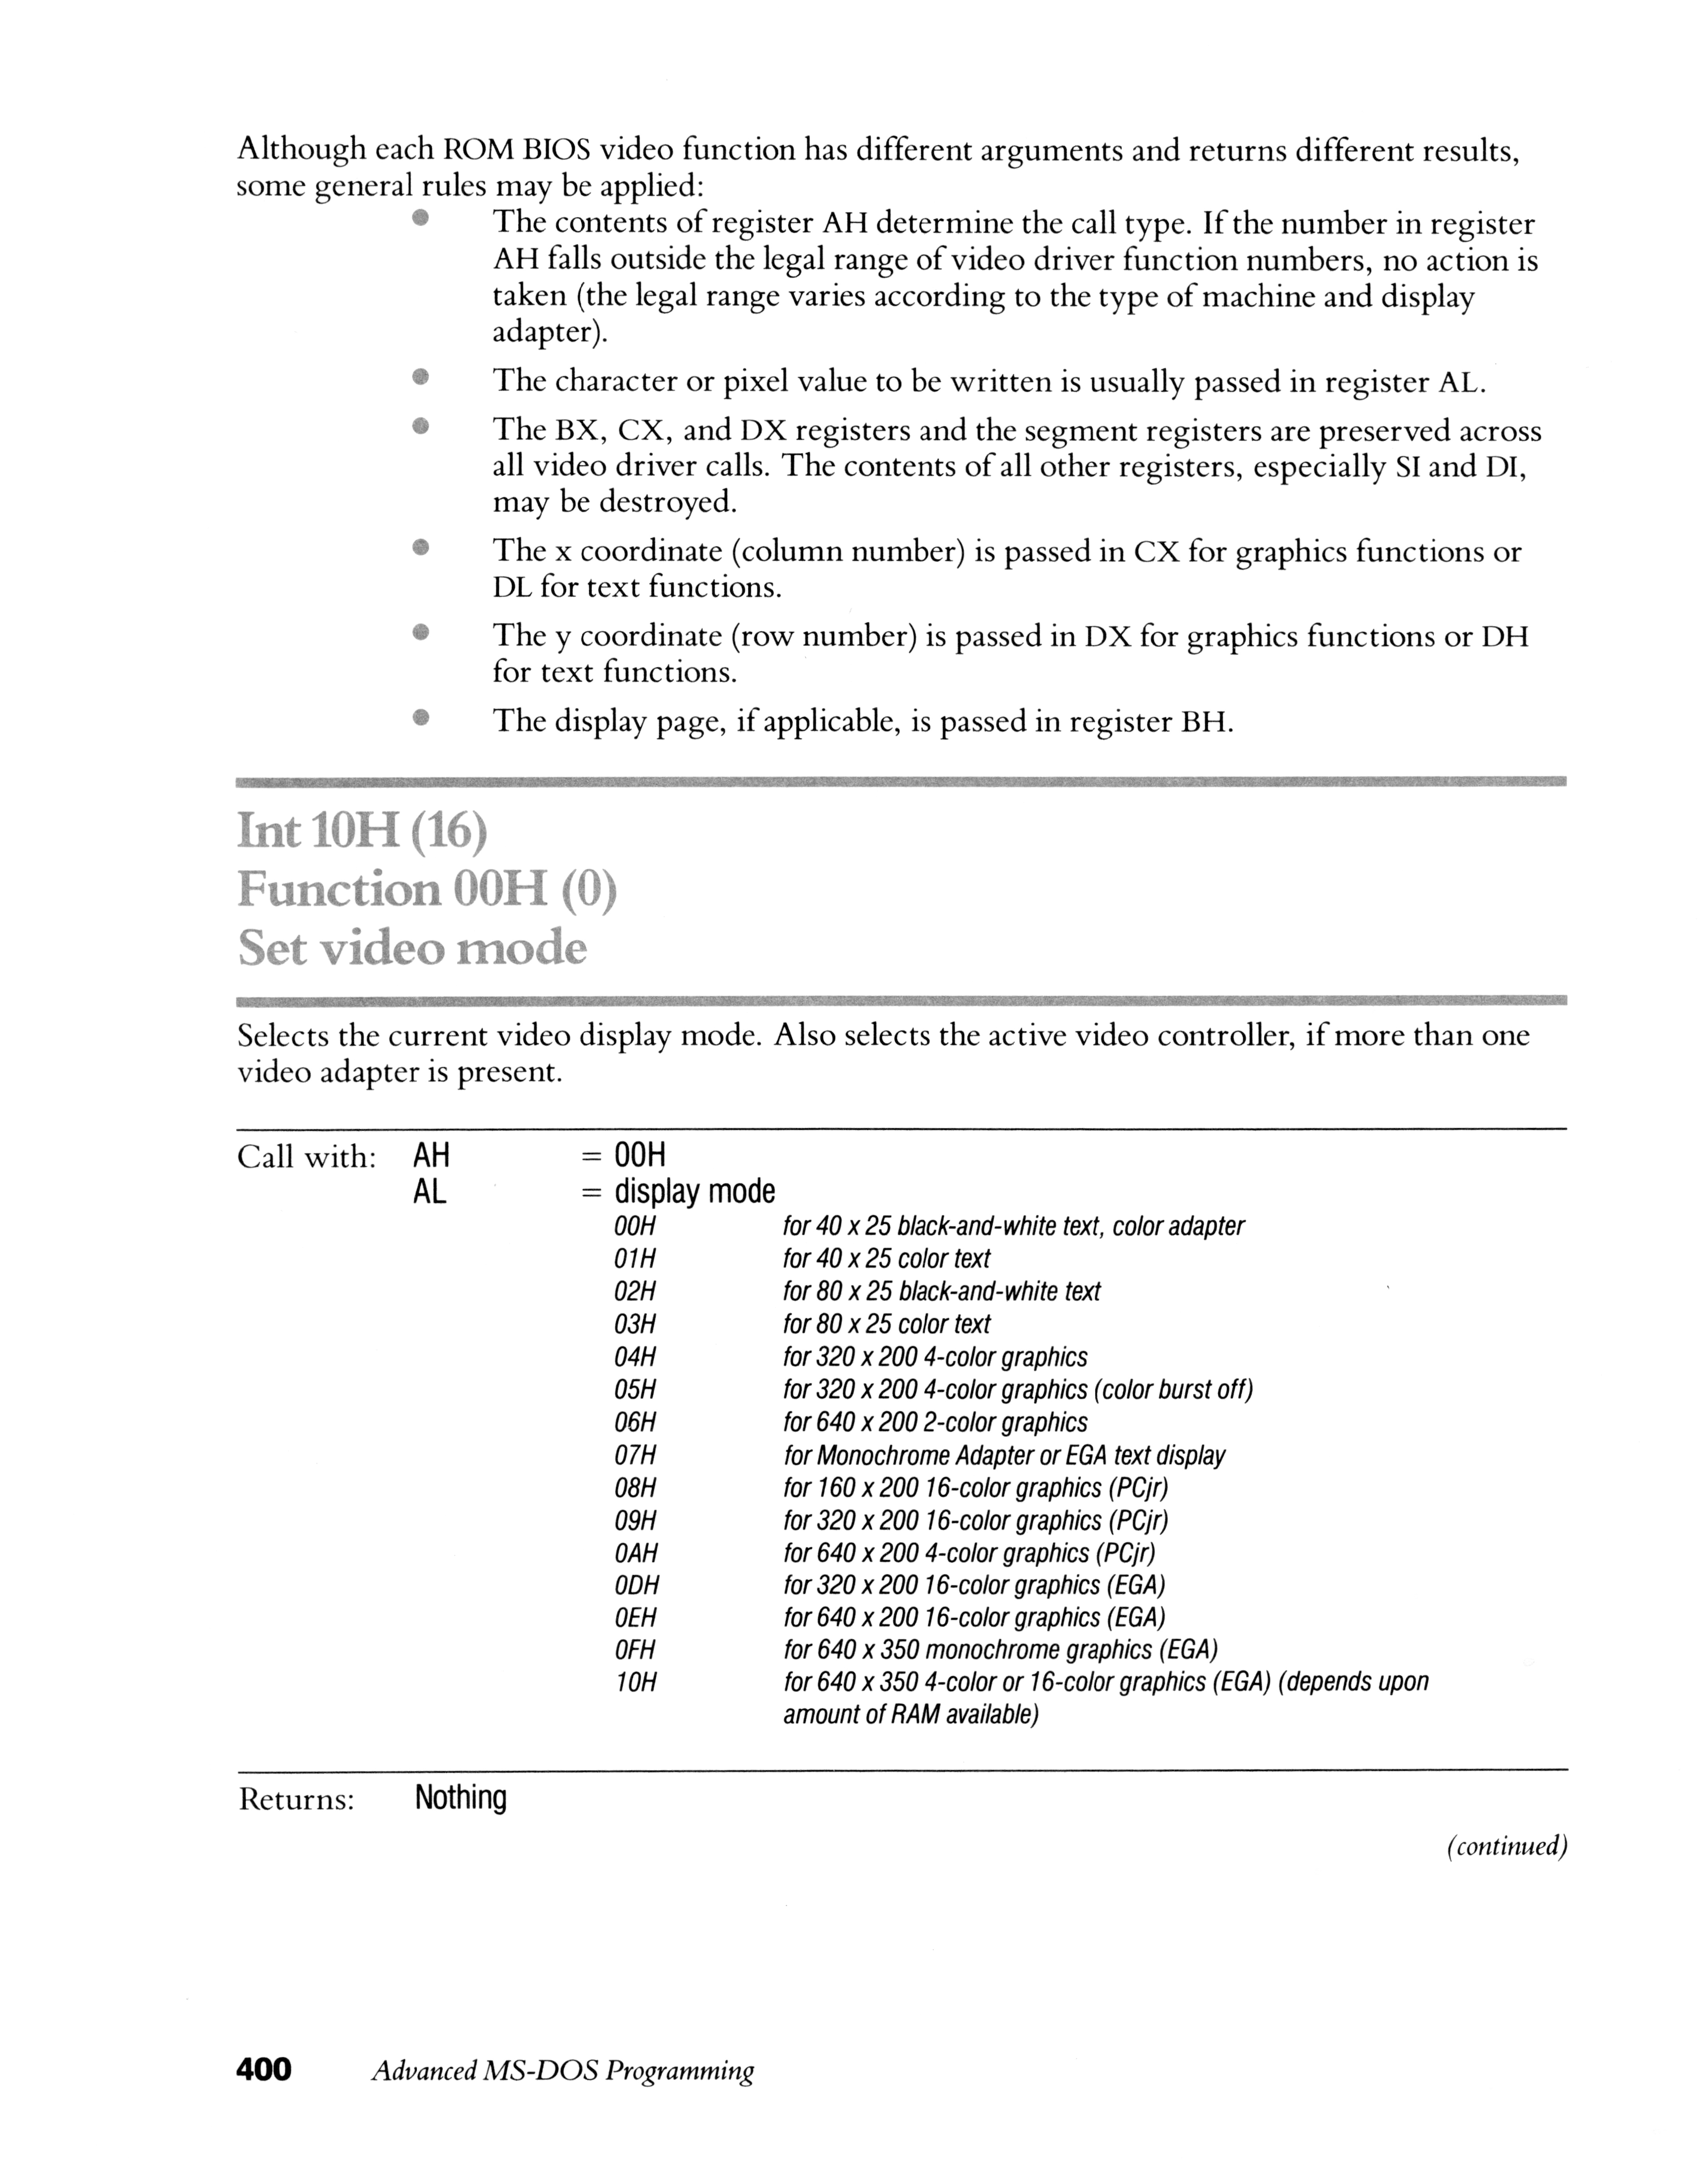 Although each ROM BIOS video function has different arguments and returns different results,
some general rules may be applied:
● The contents of register AH determine the call type. If the number in register
AH falls outside the legal range of video driver function numbers, no action is
taken (the legal range varies according to the type of machine and display
adapter).
● The character or pixel value to be written is usually passed in register AL.
● The BX, CX, and DX registers and the segment registers are preserved across
all video driver calls. The contents of all other registers, especially SI and DI,
may be destroyed.
● The x coordinate (column number) is passed in CX for graphics functions or
DL for text functions.
● The y coordinate (row number) is passed in DX for graphics functions or DH
for text functions.
● The display page, if applicable, is passed in register BH.
Int 10H (16)
Function 00H (0)
Set video mode
Selects the current video display mode. Also selects the active video controller, if more than one
video adapter is present.
Call with: AH = 00H
AL = display mode
00H for 40 x 25 black-and-white text, color adapter
01H for 40 x 25 color text
02H for 80 x 25 black-and-white text
03H for 80 x 25 color text
04H for 320 x 200 4-color graphics
05H for 320 x 200 4-color graphics (color burst off)
06H for 640 x 200 2-color graphics
07H for Monochrome Adapter or EGA text display
08H for 160 x 200 16-color graphics (PCjr)
09H for 320 x 200 16-color graphics (PCjr)
0AH for 640 x 200 4-color graphics (PCjr)
0DH for 320 x 200 16-color graphics (EGA)
0EH for 640 x 200 16-color graphics (EGA)
0FH for 640 x 350 monochrome graphics (EGA)
10H for 640 x 350 4-color or 16-color graphics (EGA) (depends upon
amount of RAM available)
Returns: Nothing
(continued)
400 Advanced MS-DOS Programming